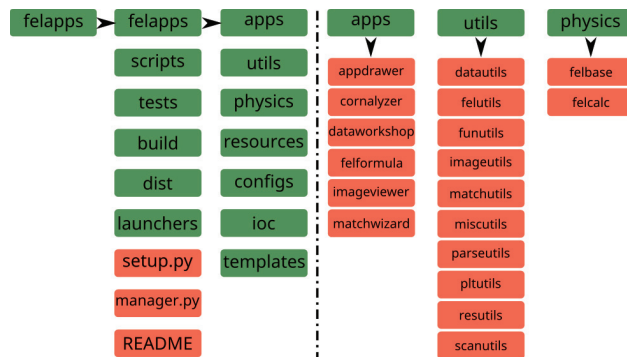 felapps
felapps
scripts
tests
build
dist
launchers
setup.py
manager.py
README
apps
utils
physics
resources
configs
ioc
templates
apps
appdrawer
cornalyzer
dataworkshop
felformula
imageviewer
matchwizard
utils
datautils
felutils
funutils
imageutils
matchutils
miscutils
parseutils
pltutils
resutils
scanutils
physics
felbase
felcalc